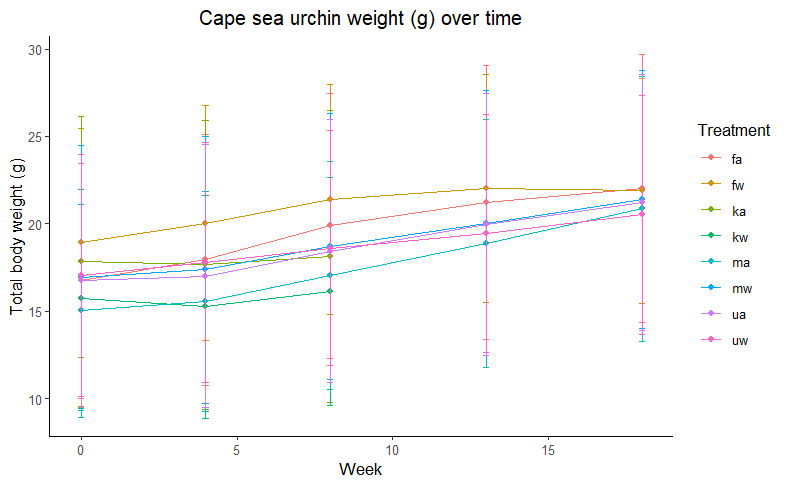 Cape sea urchin weight (g) over time
Total body weight (g)
30
25
20
15
10
0
5
10
15
Week
Treatment
fa
fw
ka
kw
ma
mw
ua
uw